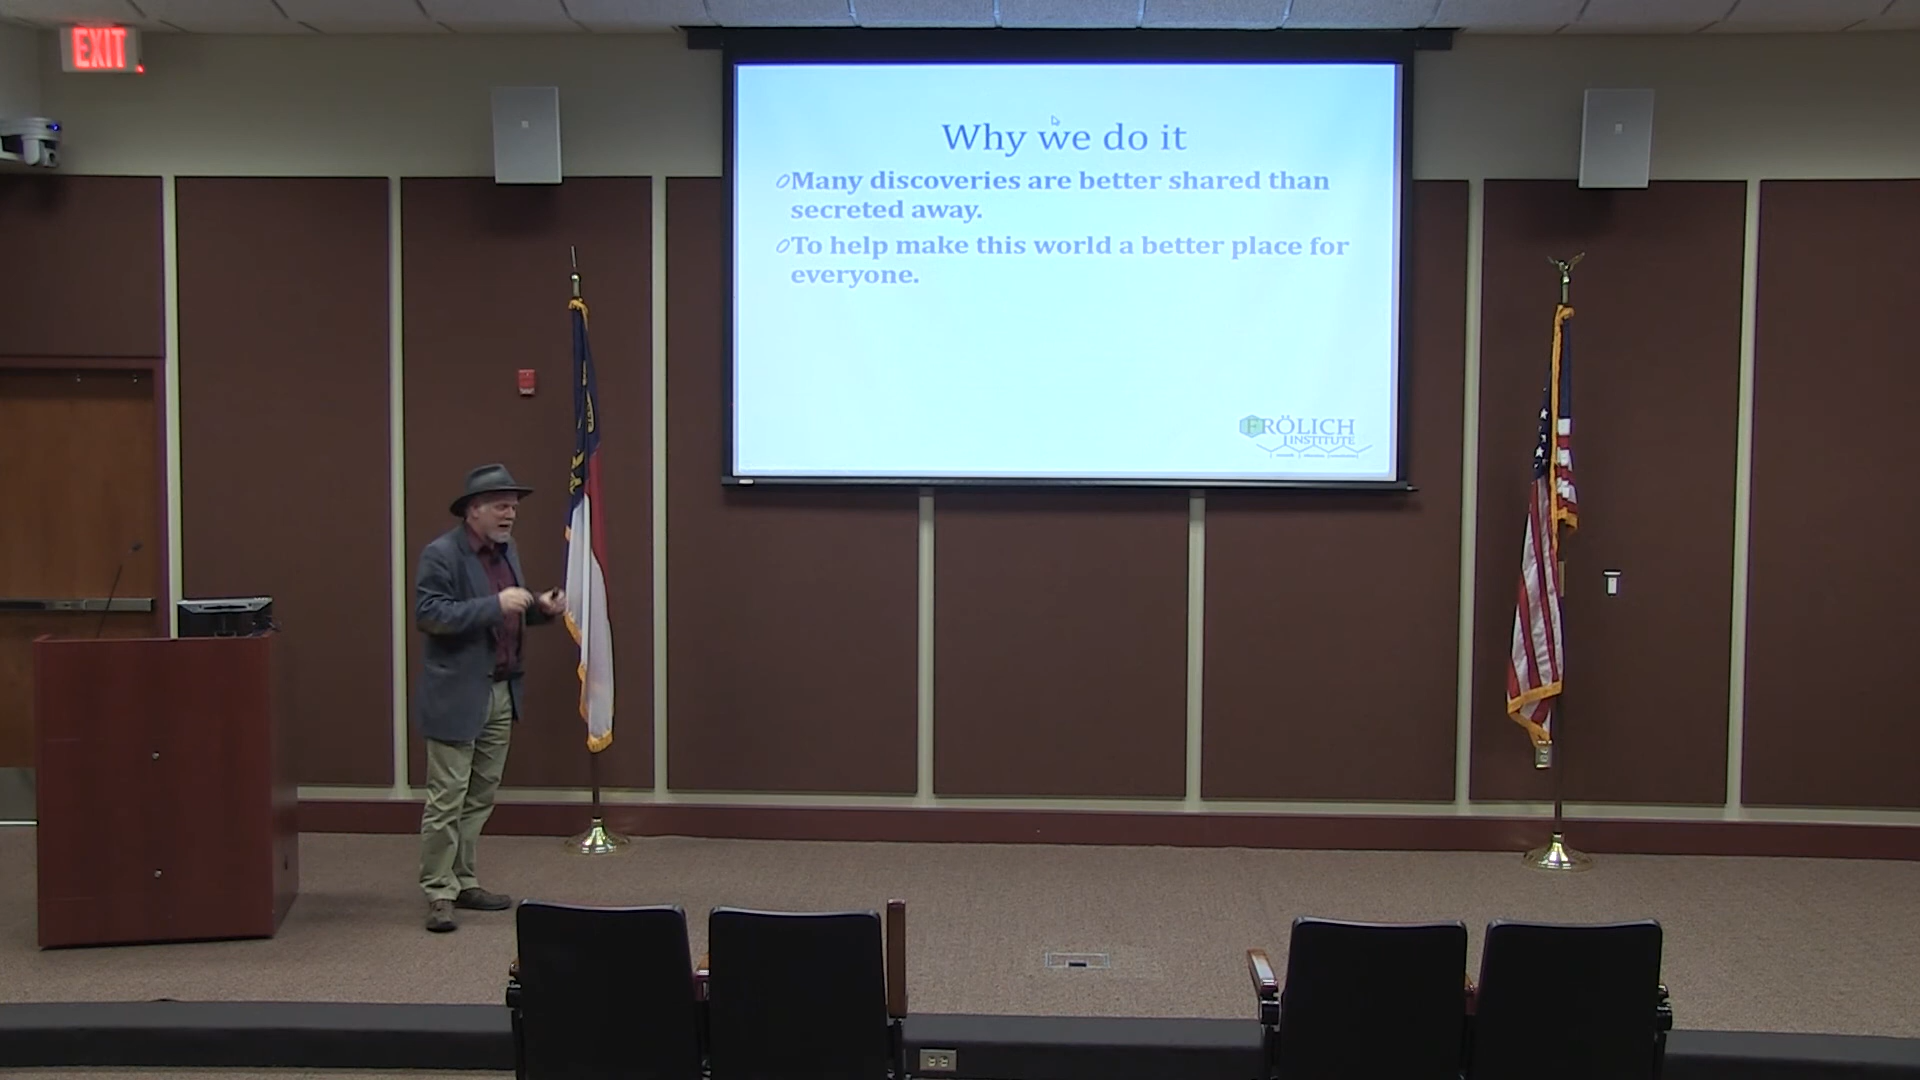 EXIT
Why we do it
Many discoveries are better shared than
secreted away.
To help make this world a better place for
everyone.
FRÖLICH
INSTITUTE